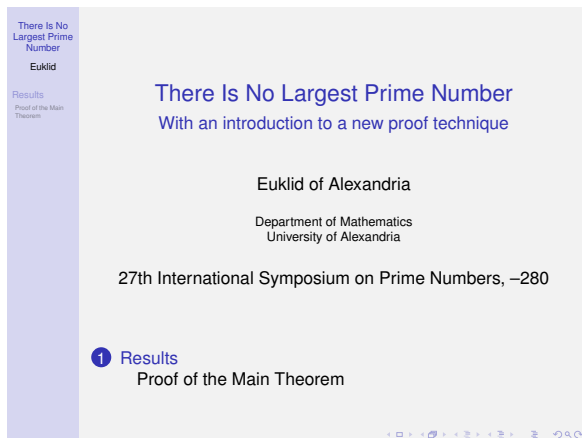 There Is No
Largest Prime
Number
Euklid
Results
Proof of the Main
Theorem
There Is No Largest Prime Number
With an introduction to a new proof technique
Euklid of Alexandria
Department of Mathematics
University of Alexandria
27th International Symposium on Prime Numbers, –280
1 Results
Proof of the Main Theorem